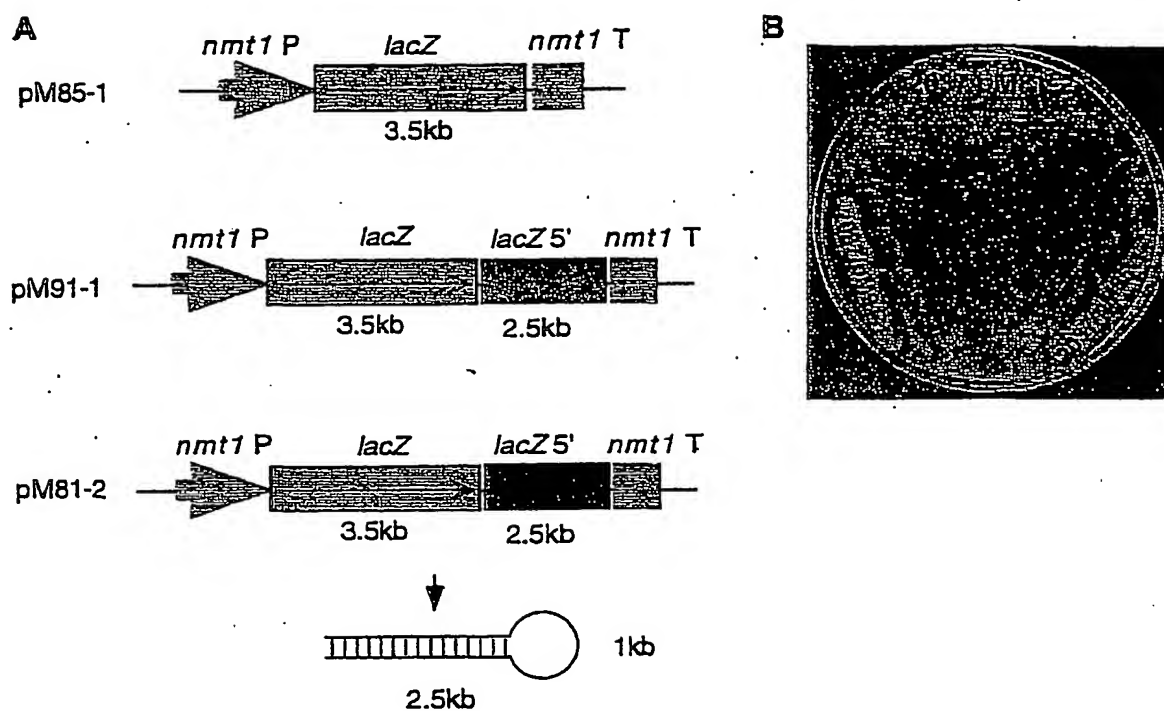 A
B
nmt1 P
lacZ
nmt1 T
pM85-1
3.5kb
nmt1 P
lacZ
lacZ 5'
nmt1 T
pM91-1
3.5kb
2.5kb
nmt1 P
lacZ
lacZ 5'
nmt1 T
pM81-2
3.5kb
2.5kb
1kb
2.5kb